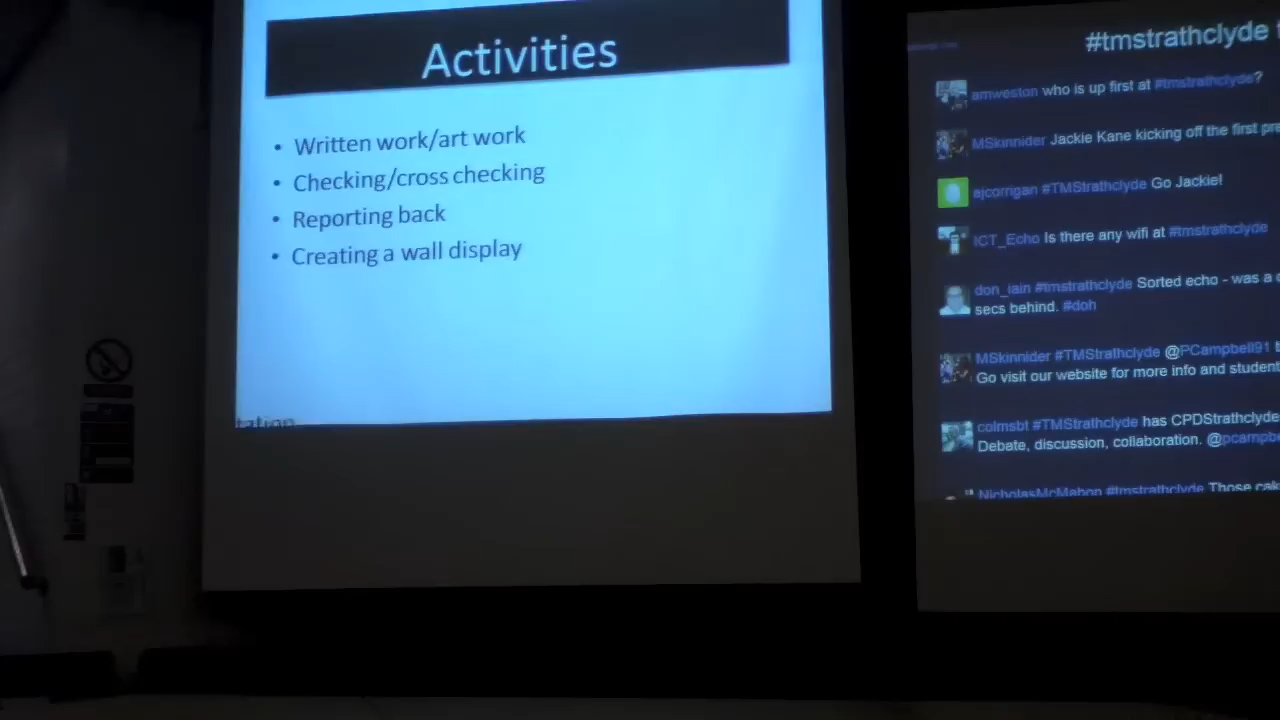 Activities
• Written work/art work
• Checking/cross checking
• Reporting back
• Creating a wall display
#tmstrathclyde
amweston who is up first at #tmstrathclyde?
MSkinnider Jackie Kane kicking off the first
ajcorrigan #TMStrathclyde Go Jackie!
ICT_Echo Is there any wifi at #tmstrathclyde
don_iain #tmstrathclyde Sorted echo - was a
secs behind. #doh
MSkinnider #TMStrathclyde @PCampbell91
Go visit our website for more info and student
colmsbt #TMStrathclyde has CPDStrathclyde
Debate, discussion, collaboration.
NicholasMcMahon #tmstrathclyde Those